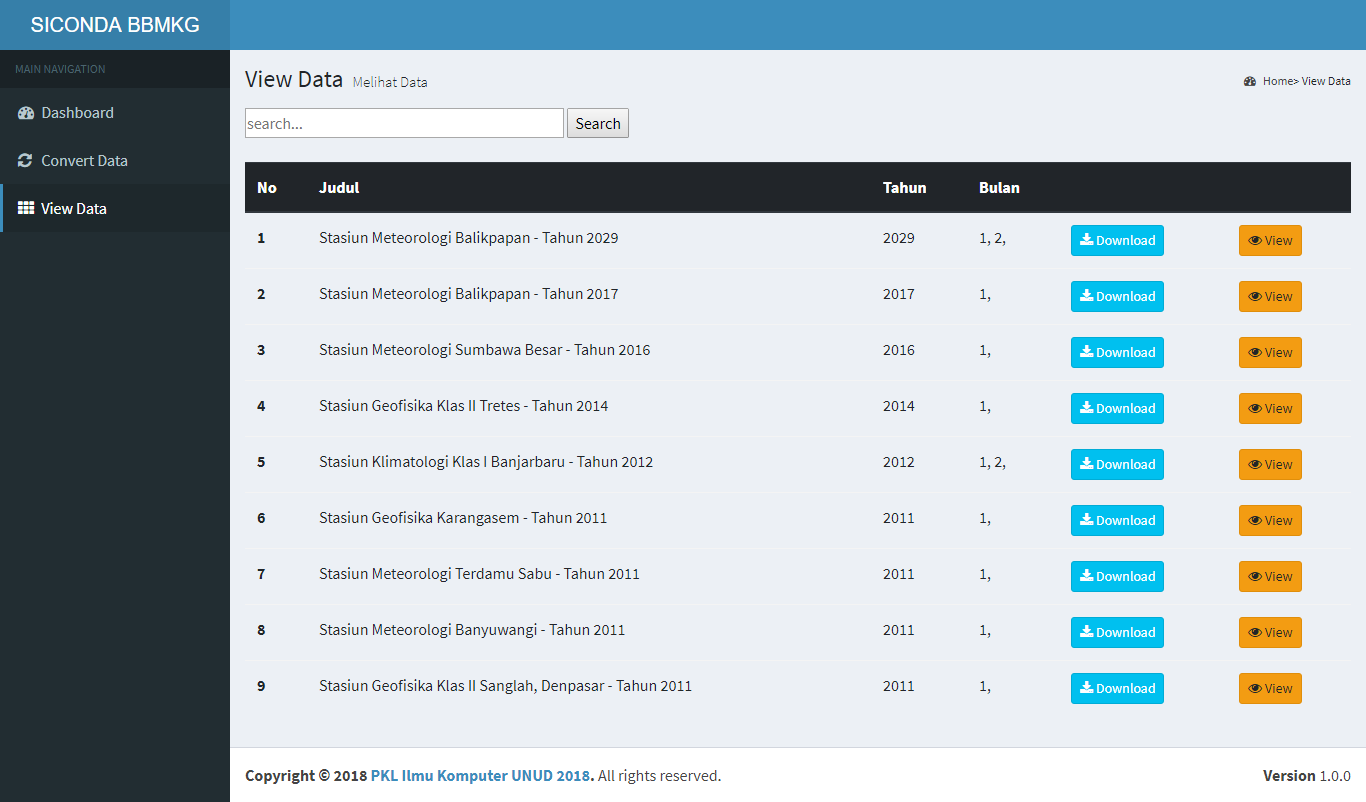 SICONDA BBMKG
MAIN NAVIGATION
Dashboard
Convert Data
View Data
View Data Melihat Data
Home> View Data
search...
Search
No Judul Tahun Bulan
1 Stasiun Meteorologi Balikpapan - Tahun 2029 2029 1, 2, Download View
2 Stasiun Meteorologi Balikpapan - Tahun 2017 2017 1, Download View
3 Stasiun Meteorologi Sumbawa Besar - Tahun 2016 2016 1, Download View
4 Stasiun Geofisika Klas II Tretes - Tahun 2014 2014 1, Download View
5 Stasiun Klimatologi Klas I Banjarbaru - Tahun 2012 2012 1, 2, Download View
6 Stasiun Geofisika Karangasem - Tahun 2011 2011 1, Download View
7 Stasiun Meteorologi Terdamu Sabu - Tahun 2011 2011 1, Download View
8 Stasiun Meteorologi Banyuwangi - Tahun 2011 2011 1, Download View
9 Stasiun Geofisika Klas II Sanglah, Denpasar - Tahun 2011 2011 1, Download View
Copyright © 2018 PKL Ilmu Komputer UNUD 2018. All rights reserved.
Version 1.0.0